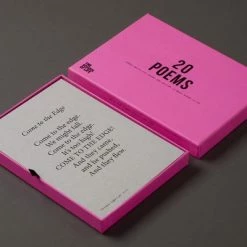 20
POEMS
Come to the Edge
Come to the edge.
We might fall.
Come to the edge.
It's too high!
COME TO THE EDGE!
And they came
and he pushed,
And they flew